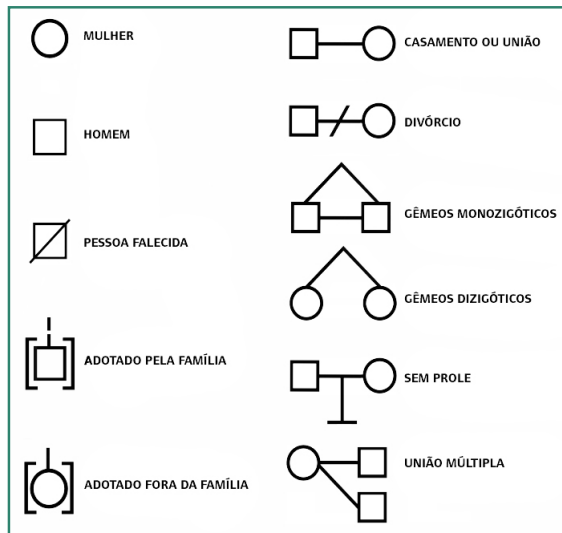 MULHER
HOMEM
PESSOA FALECIDA
ADOTADO PELA FAMÍLIA
ADOTADO FORA DA FAMÍLIA
CASAMENTO OU UNIÃO
DIVÓRCIO
GÊMEOS MONOZIGÓTICOS
GÊMEOS DIZIGÓTICOS
SEM PROLE
UNIÃO MÚLTIPLA